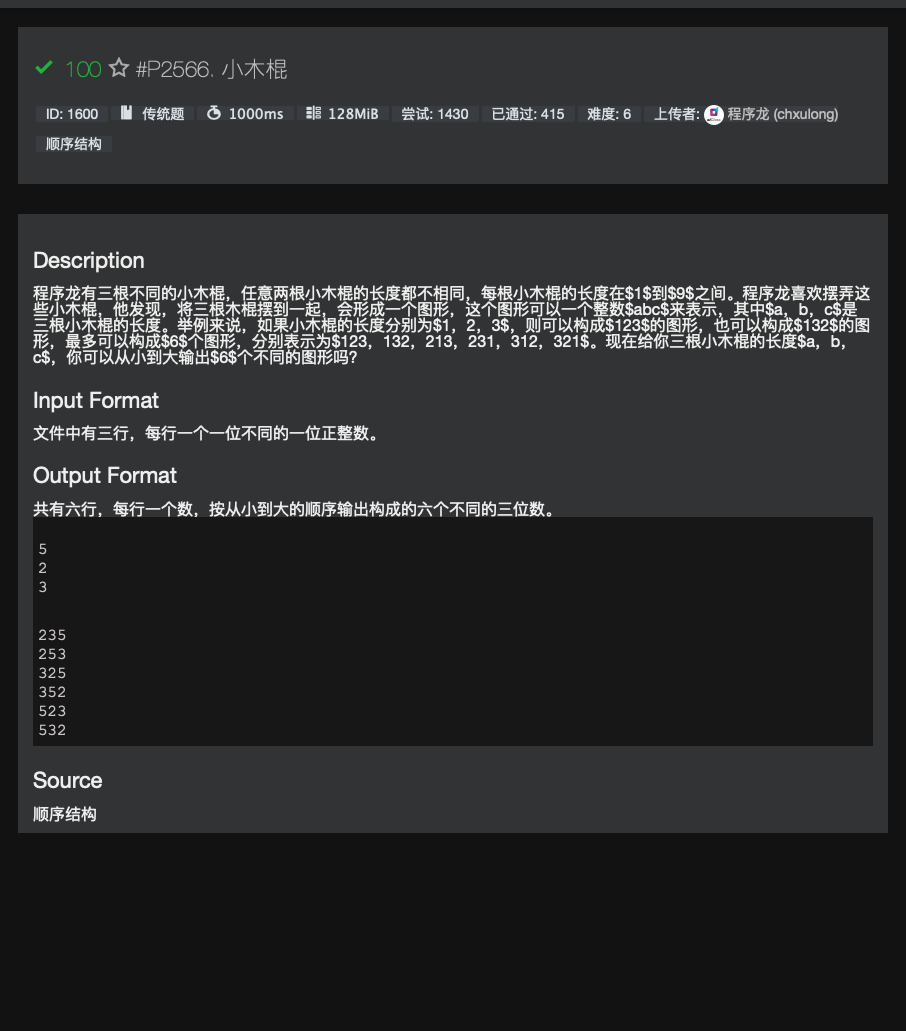 100 #P2566. 小木棍
ID: 1600 传统题 1000ms 128MiB 尝试: 1430 已通过: 415 难度: 6 上传者: 程序龙 (chxulong)
顺序结构
Description
程序龙有三根不同的小木棍，任意两根小木棍的长度都不相同，每根小木棍的长度在$1$到$9$之间。程序龙喜欢摆弄这
些小木棍，他发现，将三根木棍摆到一起，会形成一个图形，这个图形可以一个整数$abc$来表示，其中$a，b，c$是
三根小木棍的长度。举例来说，如果小木棍的长度分别为$1，2，3$，则可以构成$123$的图形，也可以构成$132$的图
形，最多可以构成$6$个图形，分别表示为$123，132，213，231，312，321$。现在给你三根小木棍的长度$a，b，
c$，你可以从小到大输出$6$个不同的图形吗?
Input Format
文件中有三行，每行一个一位不同的一位正整数。
Output Format
共有六行，每行一个数，按从小到大的顺序输出构成的六个不同的三位数。
5
2
3
235
253
325
352
523
532
Source
顺序结构